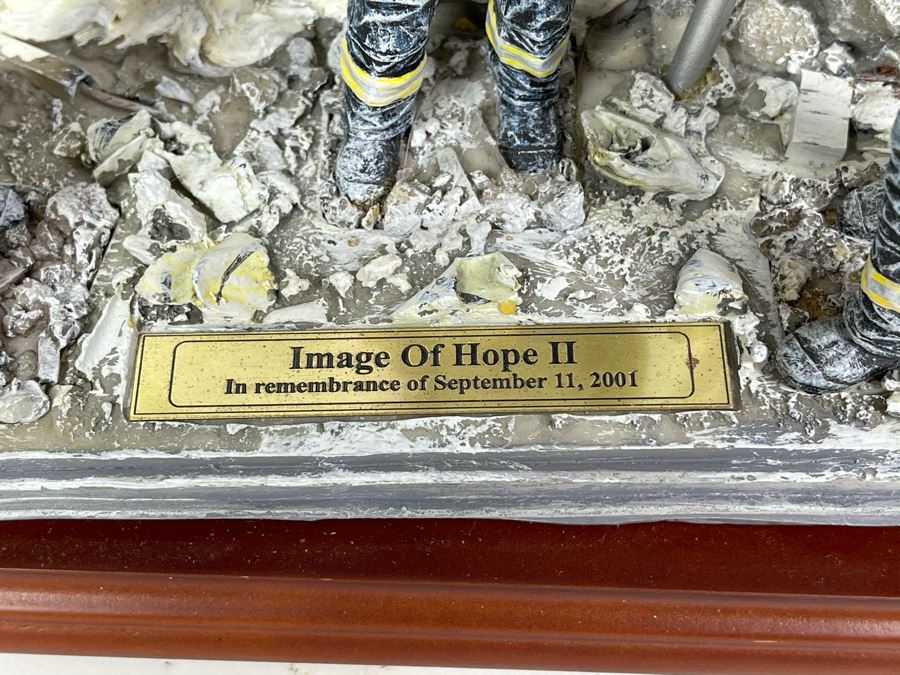 Image Of Hope II
In remembrance of September 11, 2001